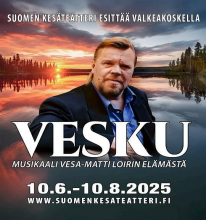 SUOMEN KESÄTEATTERI ESITTÄÄ VALKEAKOSKELLA
VESKU
MUSIKAALI VESA-MATTI LOIRIN ELÄMÄSTÄ
10.6.-10.8.2025
WWW.SUOMENKESATEATTERI.FI